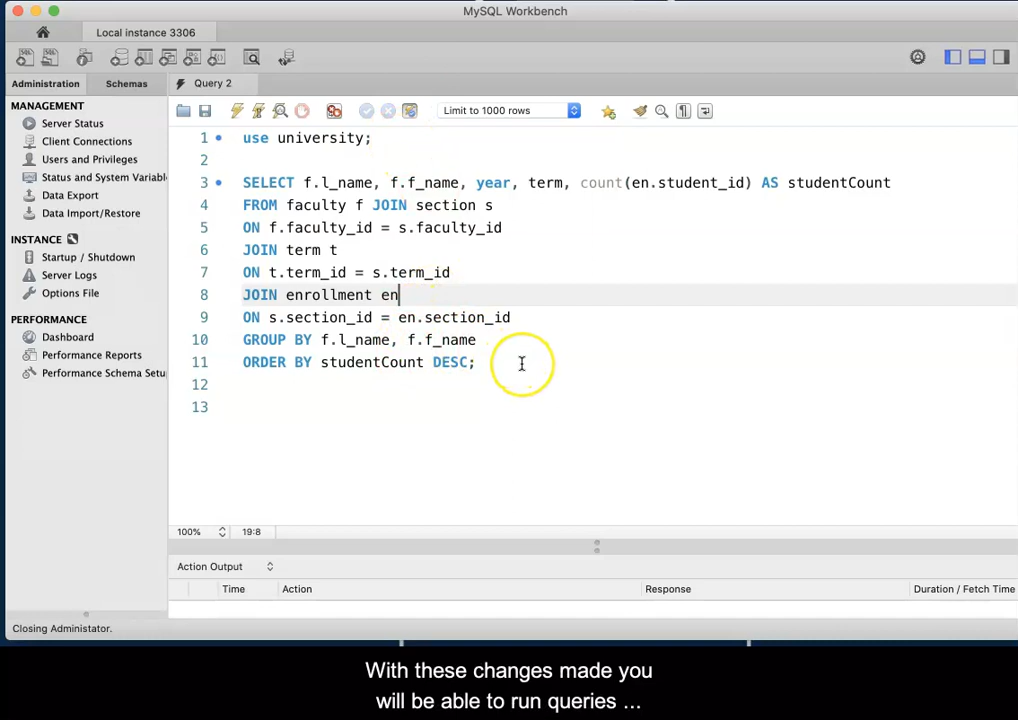 MySQL Workbench
Local instance 3306
Administration Schemas Query 2
MANAGEMENT
Server Status
Client Connections
Users and Privileges
Status and System Variabl
Data Export
Data Import/Restore
INSTANCE
Startup / Shutdown
Server Logs
Options File
PERFORMANCE
Dashboard
Performance Reports
Performance Schema Setu
Limit to 1000 rows
1 use university;
2
3 SELECT f.l_name, f.f_name, year, term, count(en.student_id) AS studentCount
4 FROM faculty f JOIN section s
5 ON f.faculty_id = s.faculty_id
6 JOIN term t
7 ON t.term_id = s.term_id
8 JOIN enrollment en
9 ON s.section_id = en.section_id
10 GROUP BY f.l_name, f.f_name
11 ORDER BY studentCount DESC;
12
13
100% 19:8
Action Output
Time Action Response Duration / Fetch Time
Closing Administator.
With these changes made you
will be able to run queries ...